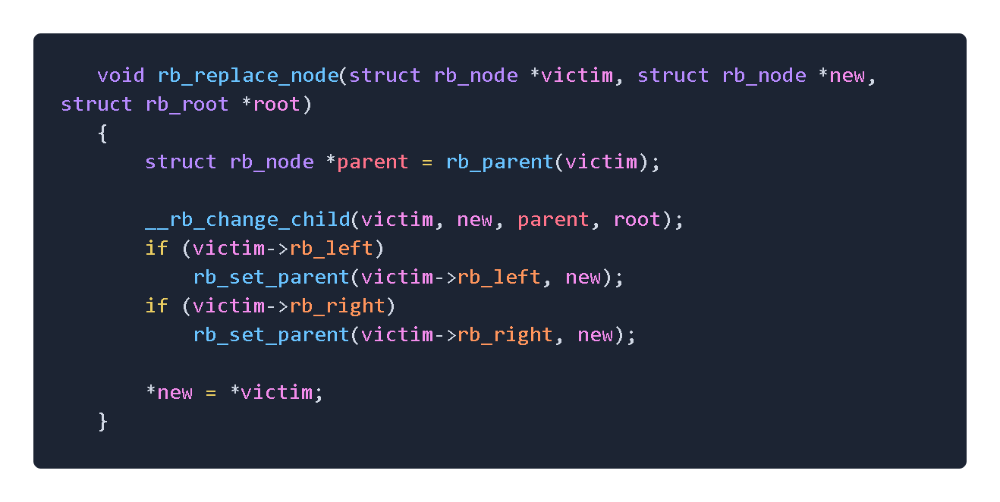 void rb_replace_node(struct rb_node *victim, struct rb_node *new,
struct rb_root *root)
{
struct rb_node *parent = rb_parent(victim);
__rb_change_child(victim, new, parent, root);
if (victim->rb_left)
rb_set_parent(victim->rb_left, new);
if (victim->rb_right)
rb_set_parent(victim->rb_right, new);
*new = *victim;
}